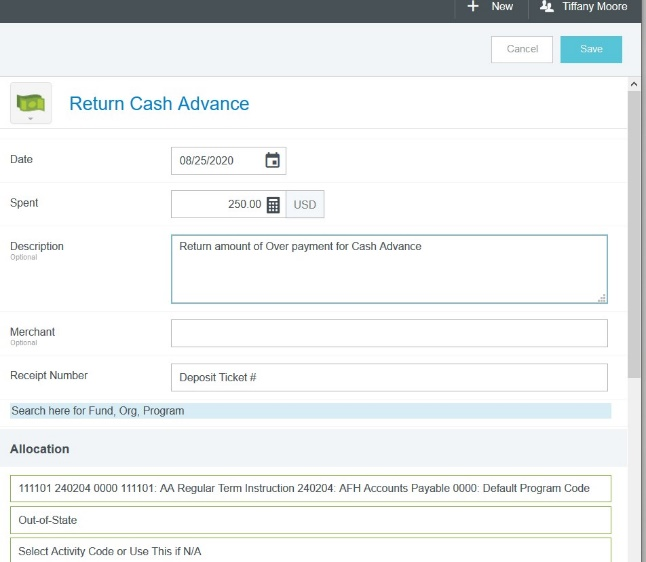 New Tiffany Moore
Cancel Save
Return Cash Advance
Date 08/25/2020
Spent 250.00 USD
Description Return amount of Over payment for Cash Advance
Optional
Merchant
Optional
Receipt Number Deposit Ticket #
Search here for Fund, Org, Program
Allocation
111101 240204 0000 111101: AA Regular Term Instruction 240204: AFH Accounts Payable 0000: Default Program Code
Out-of-State
Select Activity Code or Use This if N/A